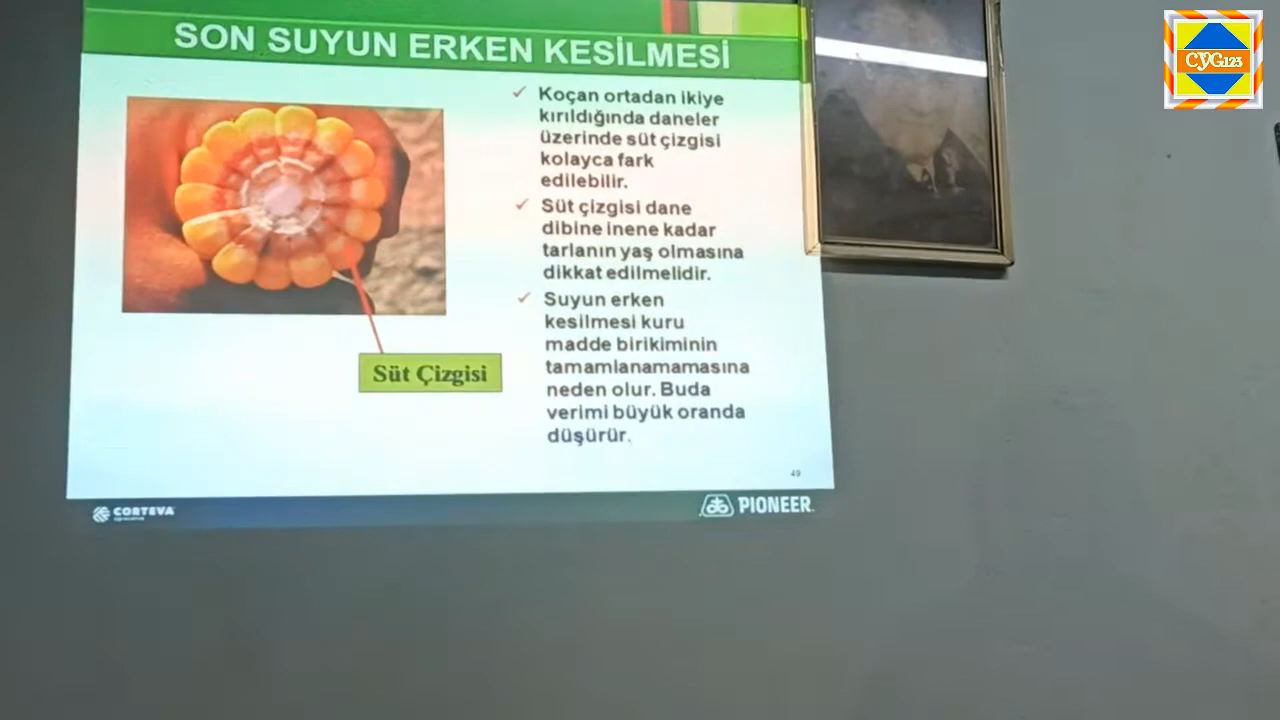 SON SUYUN ERKEN KESİLMESİ
CYG123
Koçan ortadan ikiye
kırıldığında daneler
üzerinde süt çizgisi
kolayca fark
edilebilir.
Süt çizgisi dane
dibine inene kadar
tarlanın yaş olmasına
dikkat edilmelidir.
Suyun erken
kesilmesi kuru
madde birikiminin
tamamlanamamasına
neden olur. Buda
verimi büyük oranda
düşürür.
Süt Çizgisi
49
CORTEVA
agriscience
PIONEER